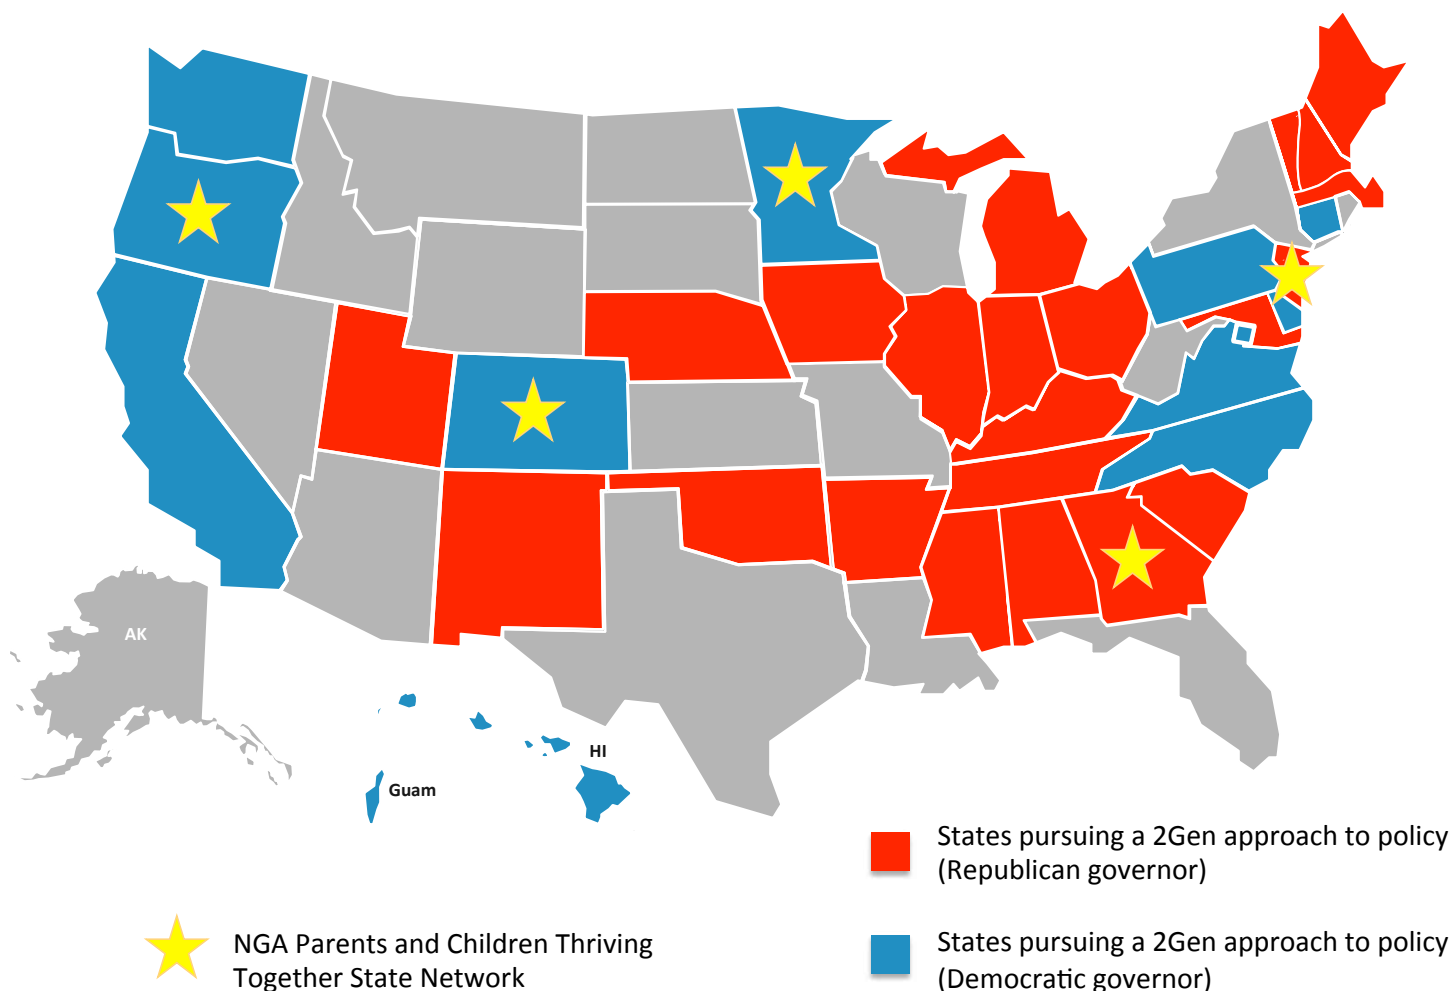 AK
HI
Guam
States pursuing a 2Gen approach to policy
(Republican governor)
NGA Parents and Children Thriving
Together State Network
States pursuing a 2Gen approach to policy
(Democratic governor)